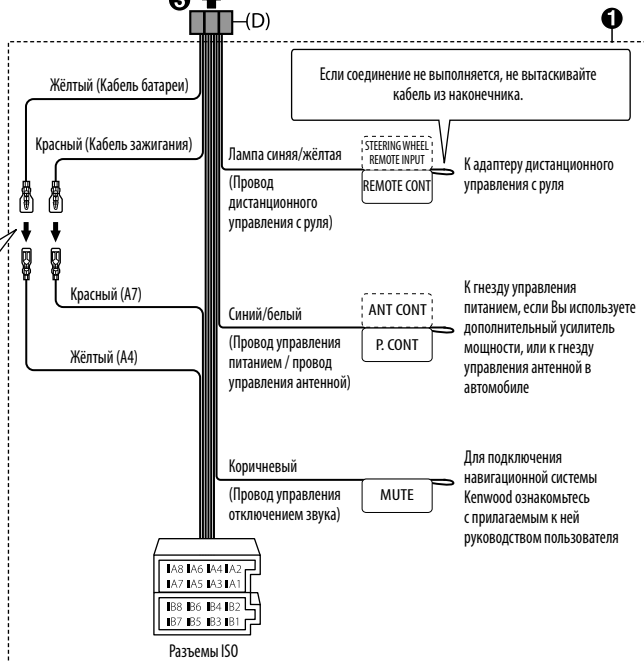 3
(D)
1
Если соединение не выполняется, не вытаскивайте
кабель из наконечника.
Жёлтый (Кабель батареи)
Красный (Кабель зажигания)
Лампа синяя/жёлтая
(Провод
дистанционного
управления с руля)
STEERING WHEEL
REMOTE INPUT
REMOTE CONT
К адаптеру дистанционного
управления с руля
Красный (A7)
Жёлтый (A4)
Синий/белый
(Провод управления
питанием / провод
управления антенной)
ANT CONT
P. CONT
К гнезду управления
питанием, если Вы используете
дополнительный усилитель
мощности, или к гнезду
управления антенной в
автомобиле
Коричневый
(Провод управления
отключением звука)
MUTE
Для подключения
навигационной системы
Kenwood ознакомьтесь
с прилагаемым к ней
руководством пользователя
A8 A6 A4 A2
A7 A5 A3 A1
B8 B6 B4 B2
B7 B5 B3 B1
Разъемы ISO